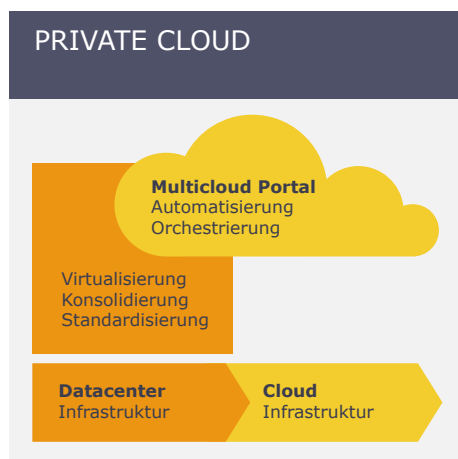 PRIVATE CLOUD
Multicloud Portal
Automatisierung
Orchestrierung
Virtualisierung
Konsolidierung
Standardisierung
Datacenter
Infrastruktur
Cloud
Infrastruktur